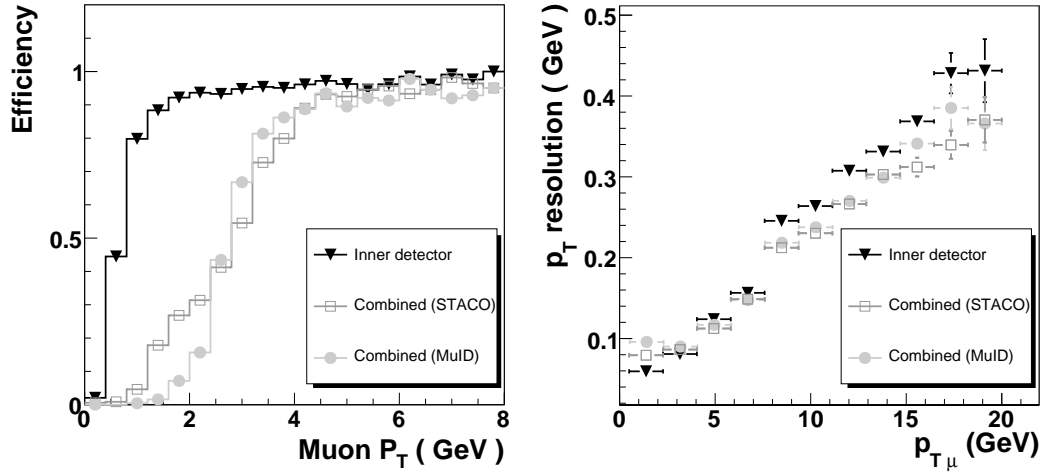 Efficiency
1
0.5
0
0 2 4 6 8
Muon P_T ( GeV )
Inner detector
Combined (STACO)
Combined (MuID)
p_T resolution ( GeV)
0.5
0.4
0.3
0.2
0.1
0 5 10 15 20
p_T μ (GeV)
Inner detector
Combined (STACO)
Combined (MuID)